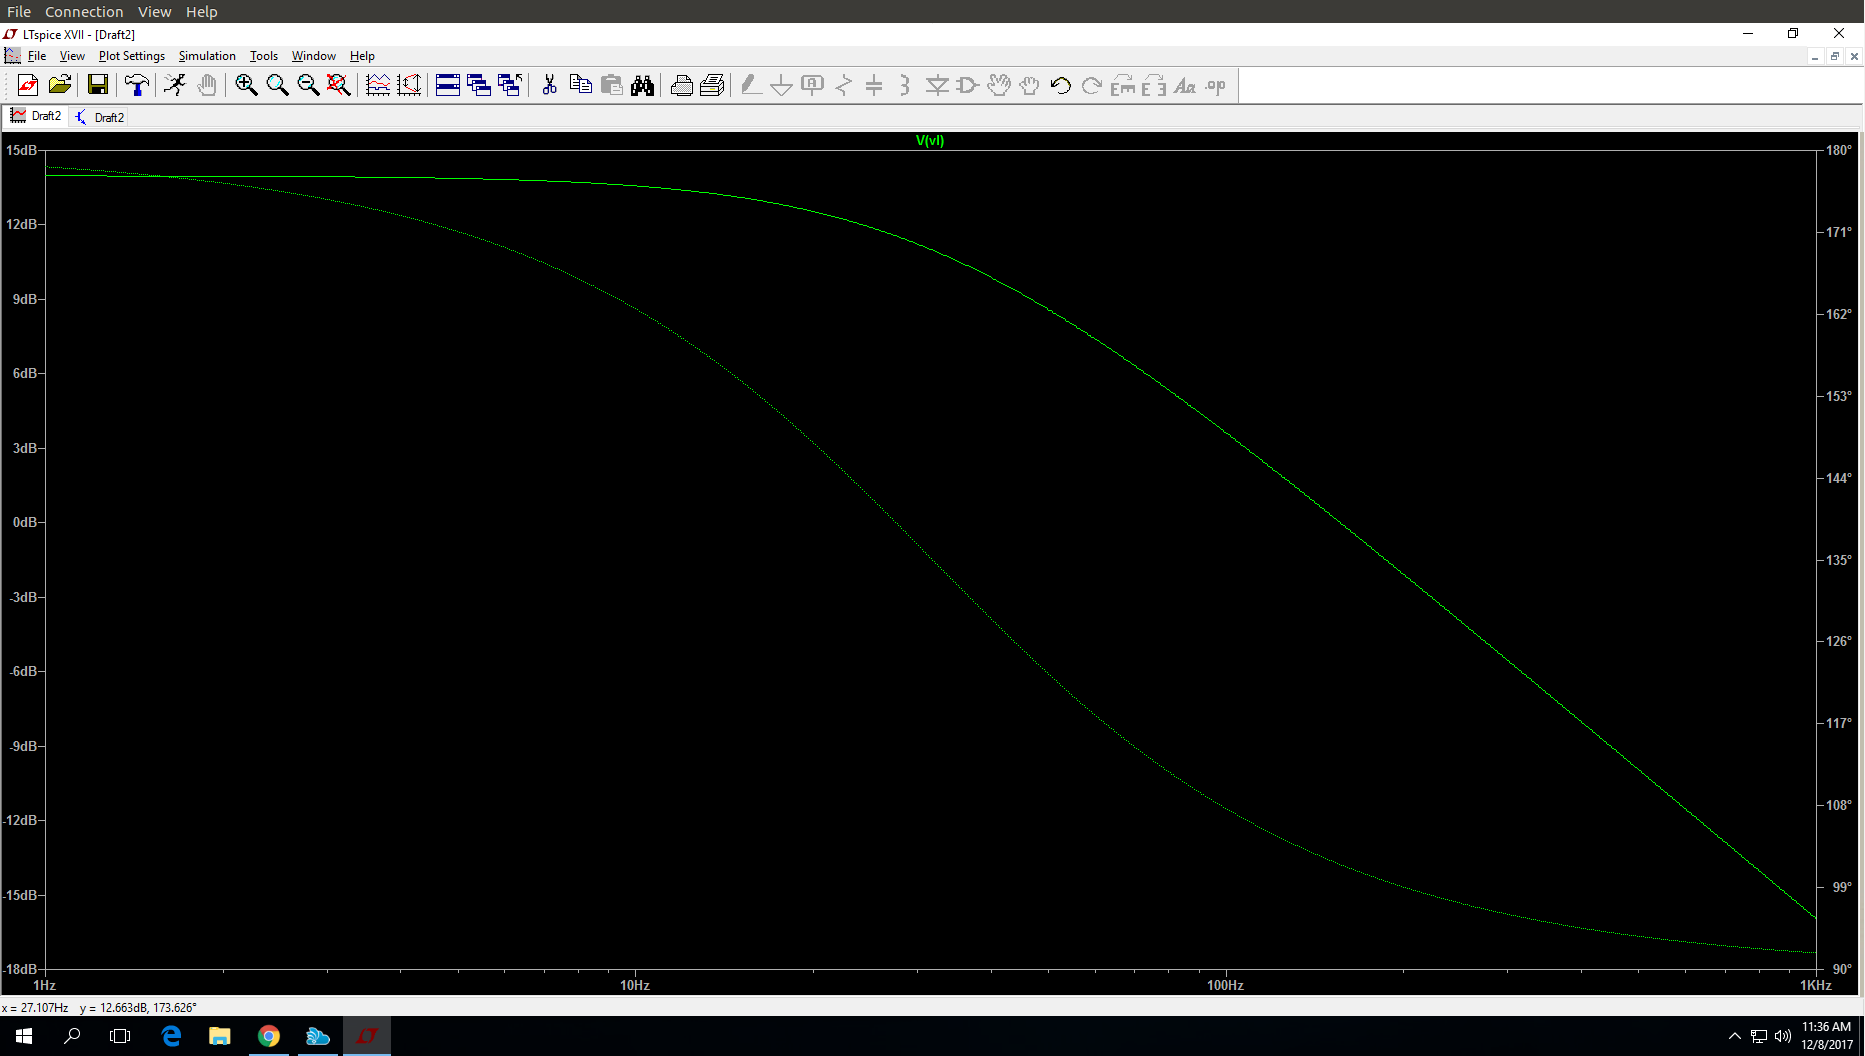 File Connection View Help
LTspice XVII - [Draft2]
File View Plot Settings Simulation Tools Window Help
Draft2 Draft2
V(vl)
15dB 180°
12dB 171°
9dB 162°
6dB 153°
3dB 144°
0dB 135°
-3dB 126°
-6dB 117°
-9dB 108°
-12dB 99°
-15dB 90°
-18dB
1Hz 10Hz 100Hz 1KHz
x = 27.107Hz y = 12.663dB, 173.626°
11:36 AM
12/8/2017